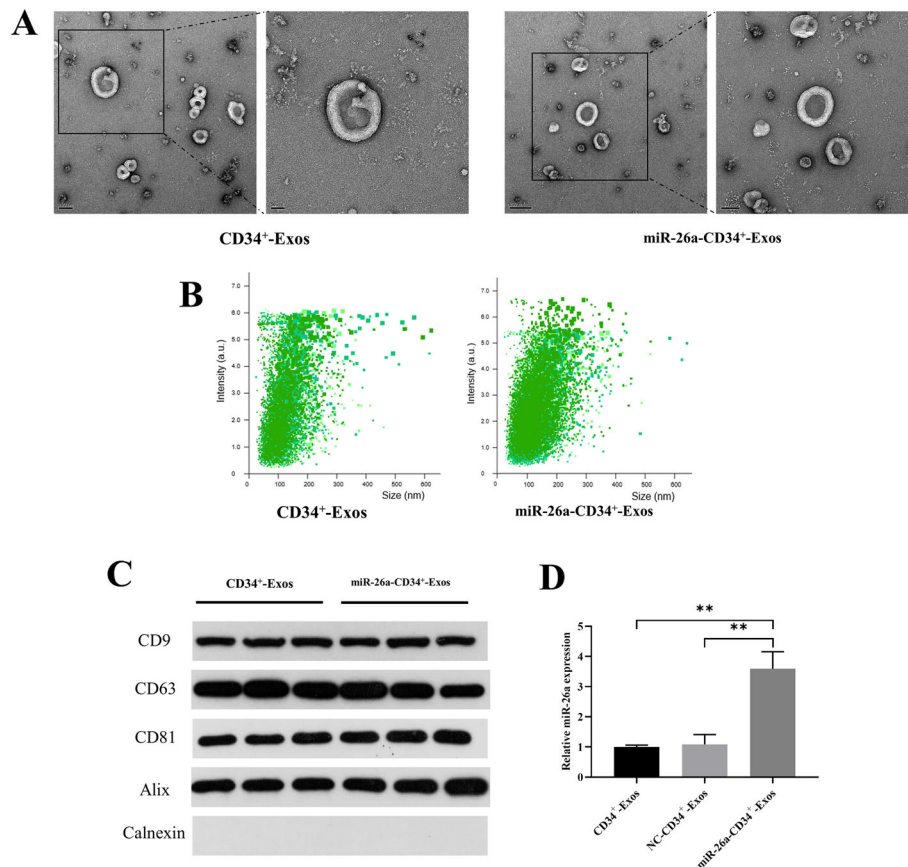 A
CD34⁺-Exos
miR-26a-CD34⁺-Exos
B
Intensity (a.u.)
7.0
6.0
5.0
4.0
3.0
2.0
1.0
0
0 100 200 300 400 500 600
Size (nm)
CD34⁺-Exos
Intensity (a.u.)
7.0
6.0
5.0
4.0
3.0
2.0
1.0
0
0 100 200 300 400 500 600
Size (nm)
miR-26a-CD34⁺-Exos
C
CD34⁺-Exos
miR-26a-CD34⁺-Exos
CD9
CD63
CD81
Alix
Calnexin
D
**
**
Relative miR-26a expression
5
4
3
2
1
0
CD34⁺-Exos
NC-CD34⁺-Exos
miR-26a-CD34⁺-Exos